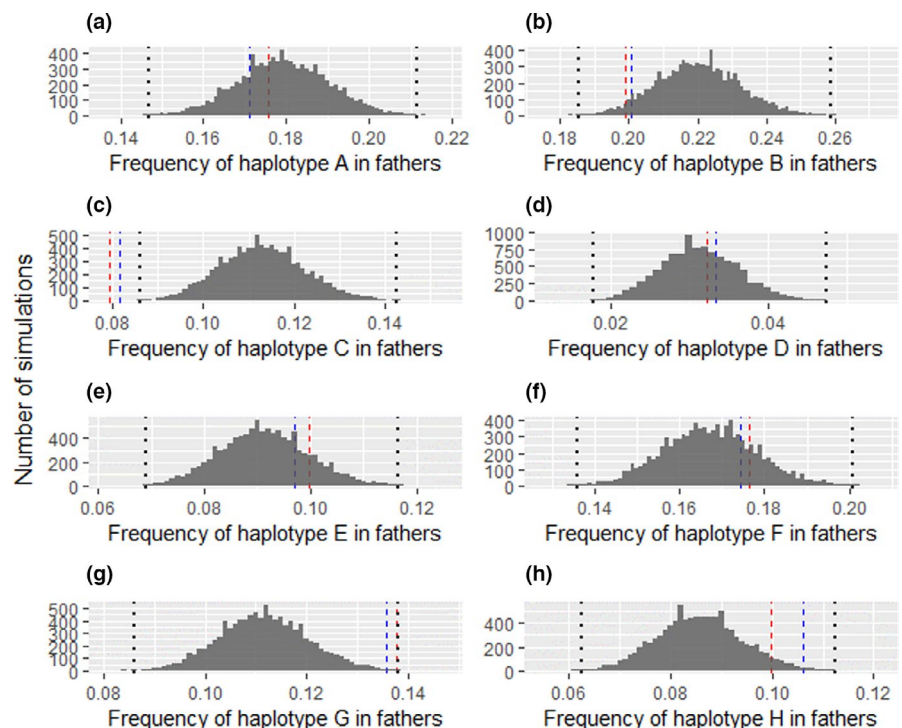 (a)
400
300
200
100
0
0.14 0.16 0.18 0.20 0.22
Frequency of haplotype A in fathers
(b)
400
300
200
100
0
0.18 0.20 0.22 0.24 0.26
Frequency of haplotype B in fathers
(c)
500
400
300
200
100
0
0.08 0.10 0.12 0.14
Frequency of haplotype C in fathers
(d)
1000
750
500
250
0
0.02 0.04
Frequency of haplotype D in fathers
Number of simulations
(e)
400
200
0
0.06 0.08 0.10 0.12
Frequency of haplotype E in fathers
(f)
400
300
200
100
0
0.14 0.16 0.18 0.20
Frequency of haplotype F in fathers
(g)
500
400
300
200
100
0
0.08 0.10 0.12 0.14
Frequency of haplotype G in fathers
(h)
400
200
0
0.06 0.08 0.10 0.12
Frequency of haplotype H in fathers